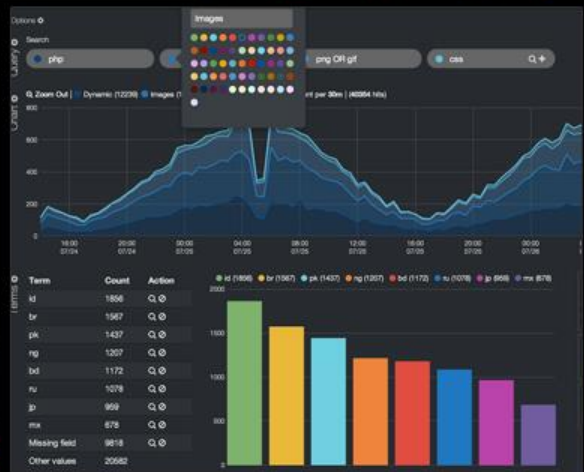 Options
Images
Search
Query
php
png OR gif
css
Zoom Out | Dynamic (12239) Images (1
nt per 30m | (40364 hits)
Chart
800
600
400
200
0
16:00 20:00 00:00 04:00 08:00 12:00 16:00 20:00 00:00
07/24 07/24 07/25 07/25 07/25 07/25 07/25 07/25 07/26
Terms
Term Count Action
id 1856
br 1567
pk 1437
ng 1207
bd 1172
ru 1078
jp 959
mx 678
Missing field 9818
Other values 20582
id (1856) br (1567) pk (1437) ng (1207) bd (1172) ru (1078) jp (959) mx (678)
2000
1500
1000
500
0